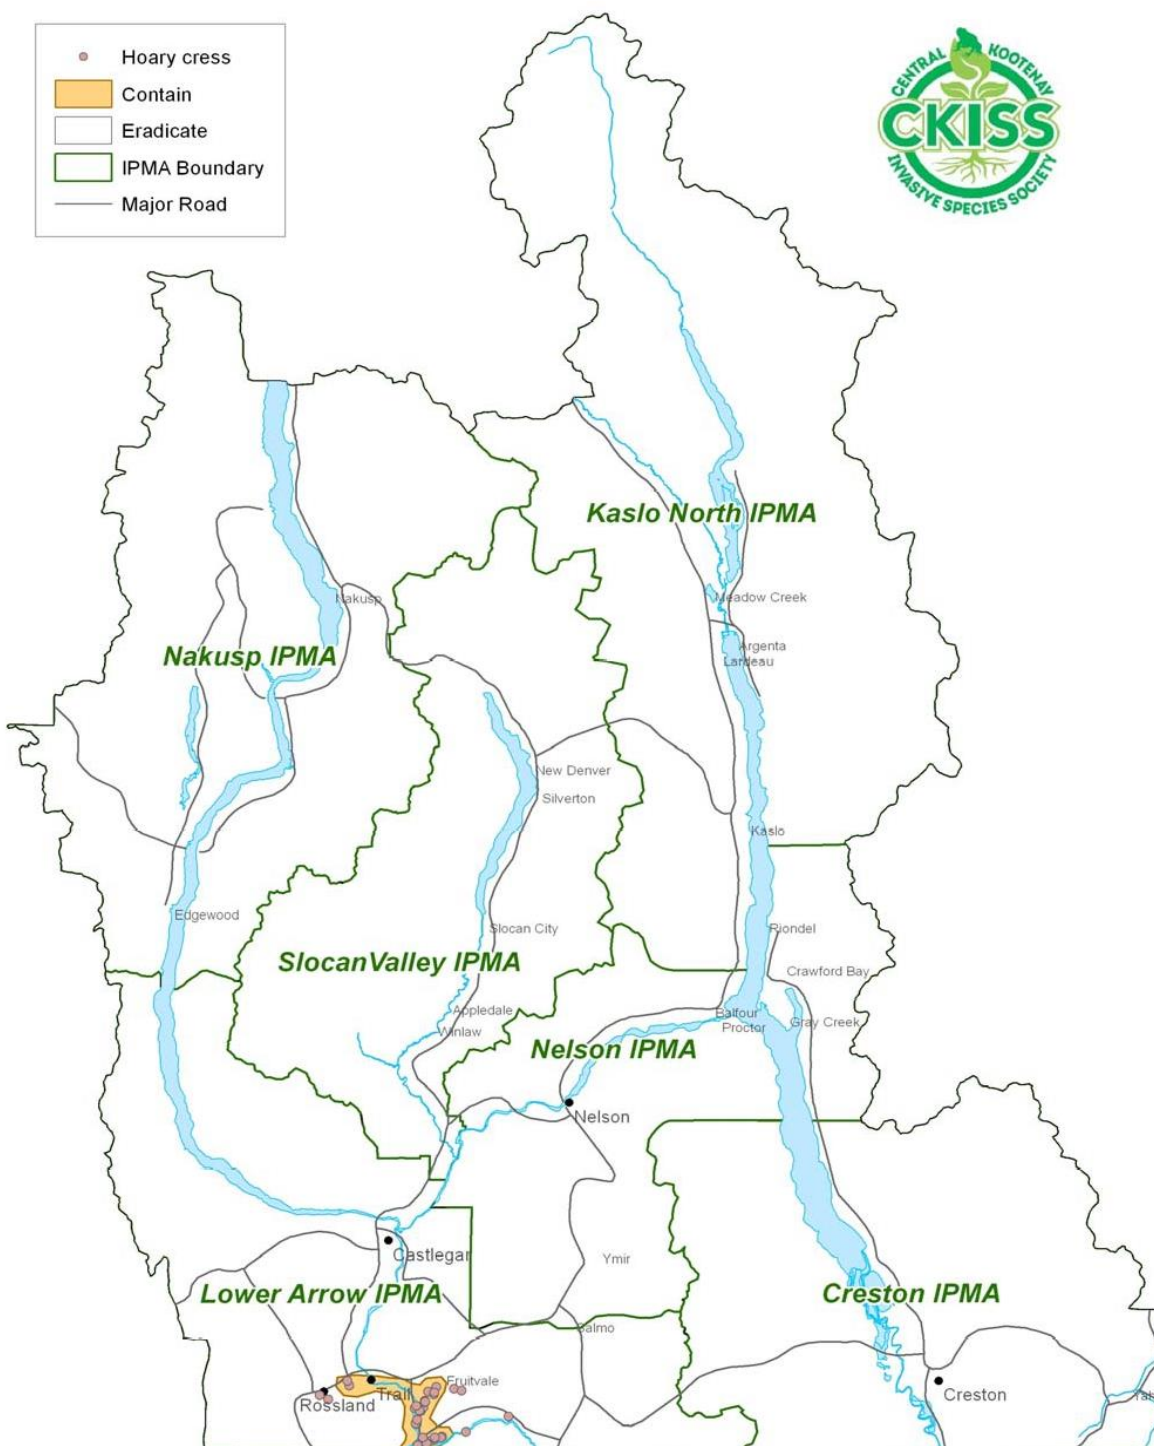 Hoary cress
Contain
Eradicate
IPMA Boundary
Major Road
CENTRAL KOOTENAY
CKISS
INVASIVE SPECIES SOCIETY
Kaslo North IPMA
Meadow Creek
Nakusp
Argenta
Lardeau
Nakusp IPMA
New Denver
Silverton
Kaslo
Edgewood
Slocan City
Riondel
SlocanValley IPMA
Crawford Bay
Appledale
Balfour
Proctor
Gray Creek
Winlaw
Nelson IPMA
Nelson
Castlegar
Ymir
Lower Arrow IPMA
Creston IPMA
Salmo
Fruitvale
Trail
Rossland
Creston